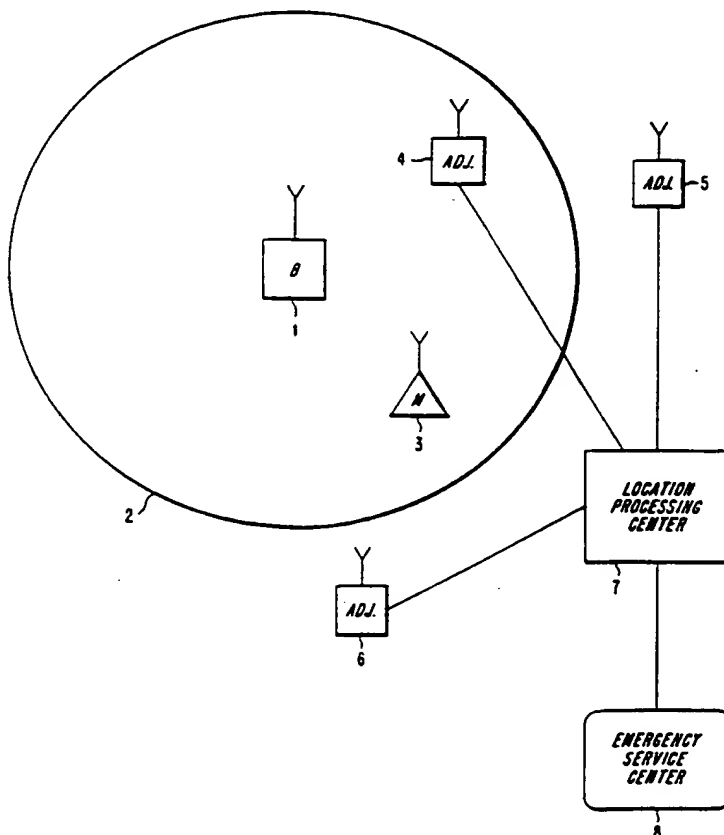 4
ADJ.
ADJ.
5
B
1
M
3
2
LOCATION
PROCESSING
CENTER
7
ADJ.
6
EMERGENCY
SERVICE
CENTER
8